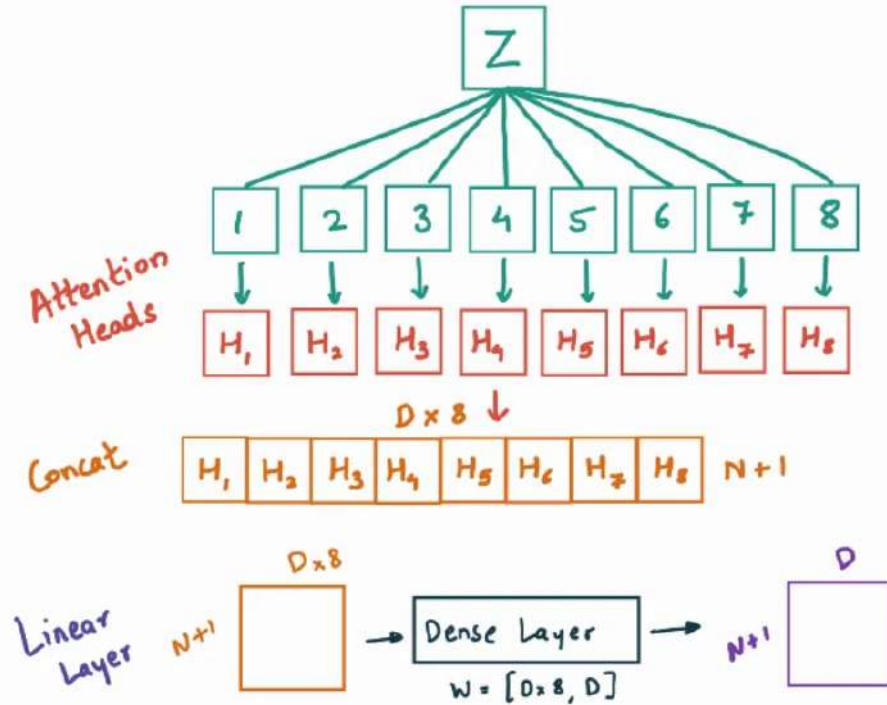 Z
1 2 3 4 5 6 7 8
Attention
Heads
H₁ H₂ H₃ H₄ H₅ H₆ H₇ H₈
D × 8
Concat
H₁ H₂ H₃ H₄ H₅ H₆ H₇ H₈ N+1
D×8
D
Linear
Layer
N+1
Dense Layer
N+1
W = [D×8, D]